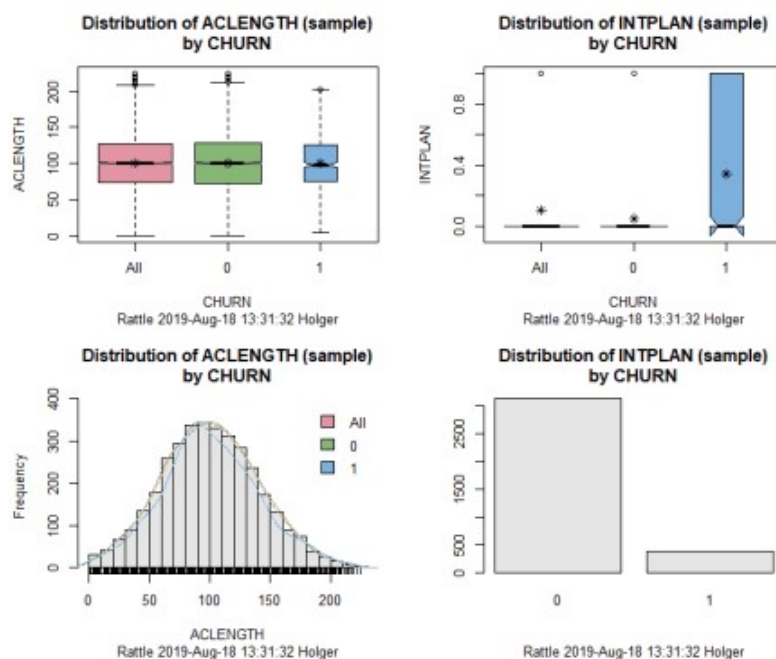 Distribution of ACLENGTH (sample)
by CHURN
ACLENGTH
200
150
100
50
0
All
0
1
CHURN
Rattle 2019-Aug-18 13:31:32 Holger
Distribution of INTPLAN (sample)
by CHURN
INTPLAN
0.8
0.4
0.0
All
0
1
CHURN
Rattle 2019-Aug-18 13:31:32 Holger
Distribution of ACLENGTH (sample)
by CHURN
Frequency
400
300
200
100
0
All
0
1
0
50
100
150
200
ACLENGTH
Rattle 2019-Aug-18 13:31:32 Holger
Distribution of INTPLAN (sample)
by CHURN
2500
1500
500
0
0
1
Rattle 2019-Aug-18 13:31:32 Holger